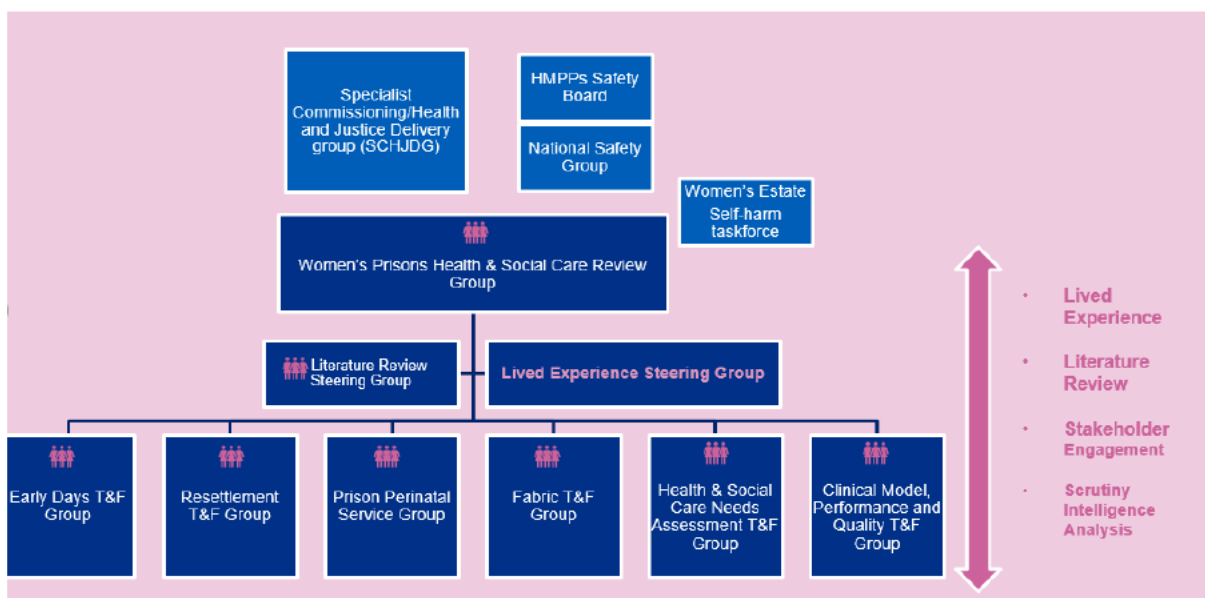 Specialist
Commissioning/Health
and Justice Delivery
group (SCHJDG)
HMPPs Safety
Board
National Safety
Group
Women's Estate
Self-harm
taskforce
Women's Prisons Health & Social Care Review
Group
Literature Review
Steering Group
Lived Experience Steering Group
Early Days T&F
Group
Resettlement
T&F Group
Prison Perinatal
Service Group
Fabric T&F
Group
Health & Social
Care Needs
Assessment T&F
Group
Clinical Model,
Performance and
Quality T&F
Group
• Lived
Experience
• Literature
Review
• Stakeholder
Engagement
• Scrutiny
Intelligence
Analysis